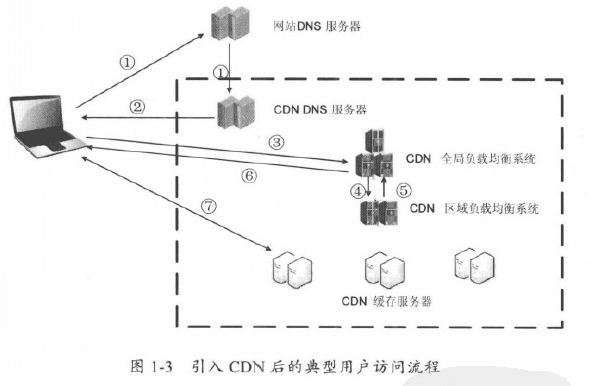 网站DNS 服务器
①
①
CDN DNS 服务器
②
③
CDN 全局负载均衡系统
⑥
④ ⑤
CDN 区域负载均衡系统
⑦
CDN 缓存服务器
图 1-3 引入 CDN 后的典型用户访问流程